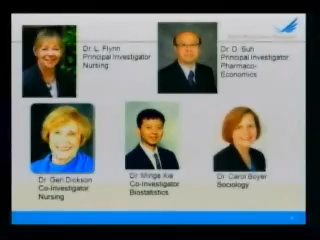 Dr. L. Flynn
Principal Investigator
Nursing
Dr. D. Suh
Principal Investigator
Pharmaco-
Economics
Dr. Geri Dickson
Co-Investigator
Nursing
Dr. Minge Xie
Co-Investigator
Biostatistics
Dr. Carol Boyer
Sociology